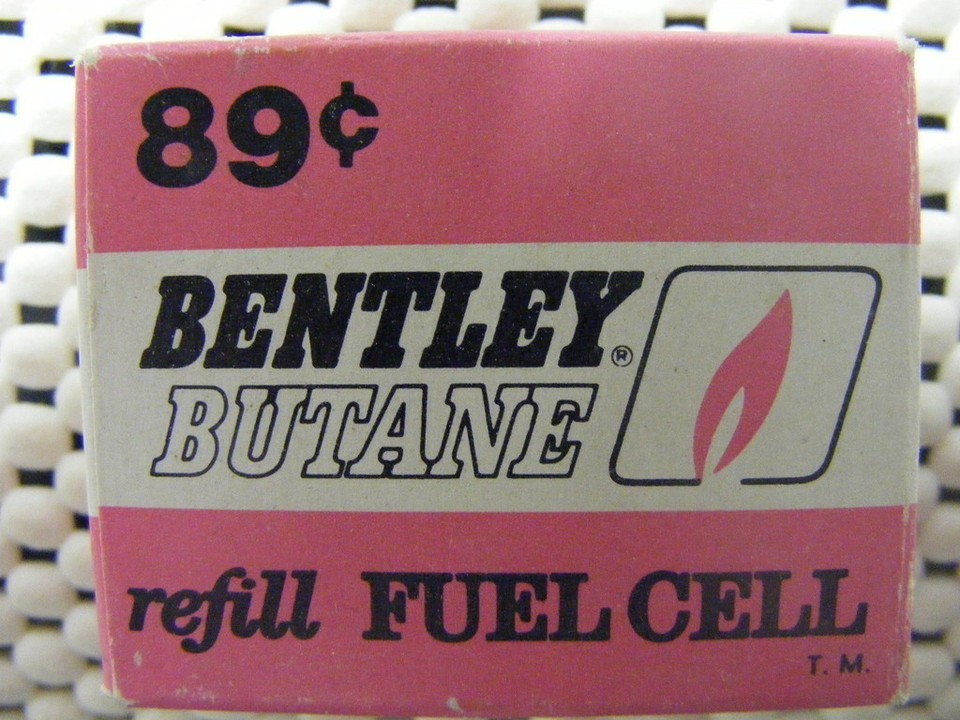 89¢
BENTLEY®
BUTANE
refill FUEL CELL
T. M.